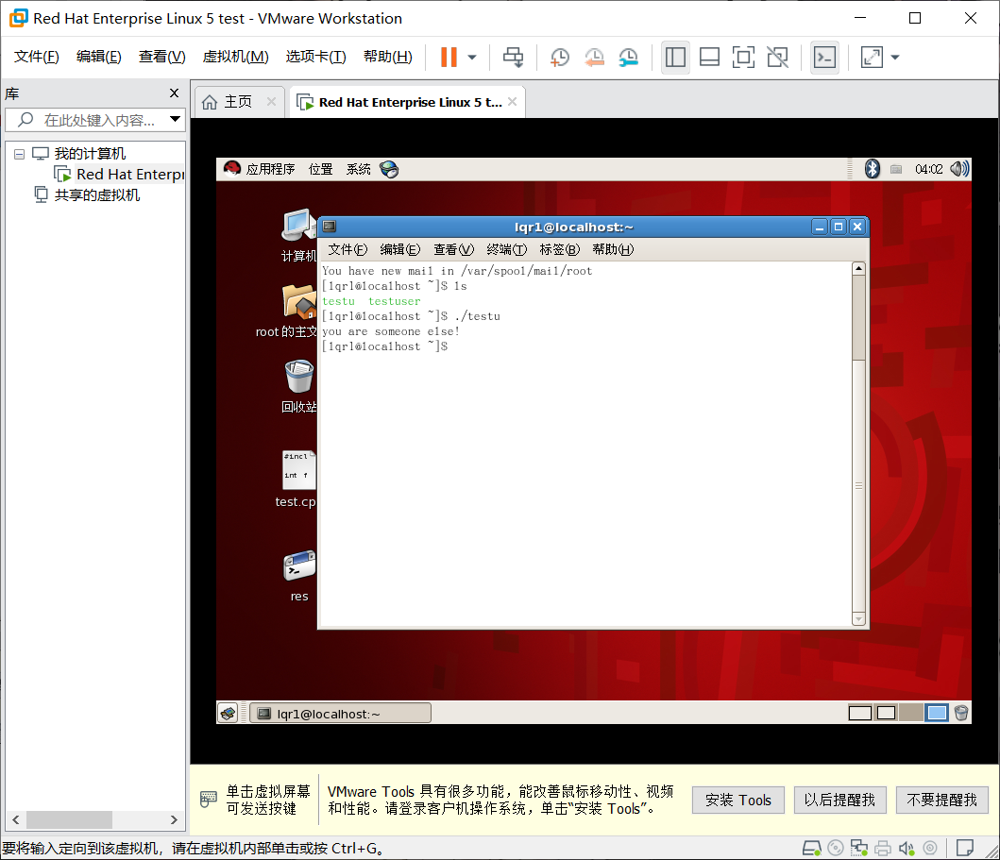 Red Hat Enterprise Linux 5 test - VMware Workstation
文件(F) 编辑(E) 查看(V) 虚拟机(M) 选项卡(T) 帮助(H)
库
在此处键入内容...
我的计算机
Red Hat Enterpr
共享的虚拟机
主页
Red Hat Enterprise Linux 5 t...
应用程序 位置 系统
04:02
计算机
root 的主文
回收站
#incl
int f
test.cp
res
lqr1@localhost:~
文件(F) 编辑(E) 查看(V) 终端(T) 标签(B) 帮助(H)
You have new mail in /var/spool/mail/root
[lqr1@localhost ~]$ ls
testu testuser
[lqr1@localhost ~]$ ./testu
you are someone else!
[lqr1@localhost ~]$
lqr1@localhost:~
单击虚拟屏幕
可发送按键
VMware Tools 具有很多功能，能改善鼠标移动性、视频
和性能。请登录客户机操作系统，单击“安装 Tools”。
安装 Tools
以后提醒我
不要提醒我
要将输入定向到该虚拟机，请在虚拟机内部单击或按 Ctrl+G。